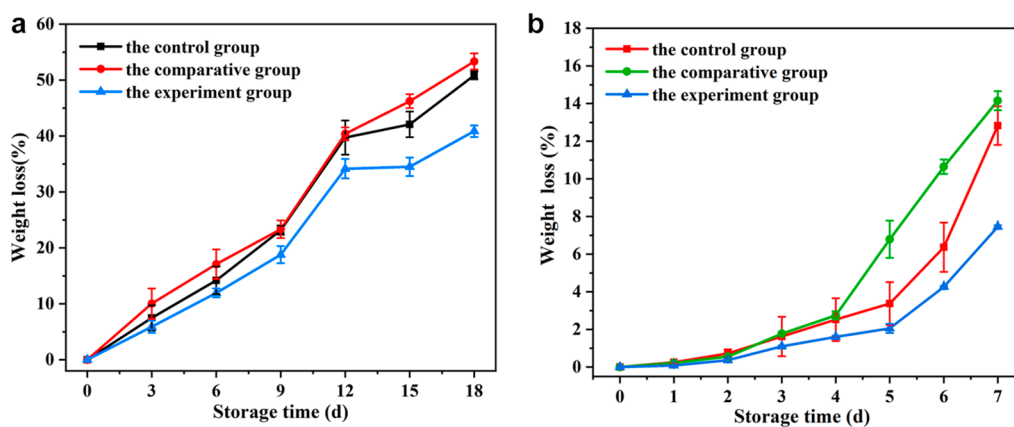 a
60
50
40
30
20
10
0
Weight loss(%)
the control group
the comparative group
the experiment group
0 3 6 9 12 15 18
Storage time (d)
b
18
16
14
12
10
8
6
4
2
0
Weight loss (%)
the control group
the comparative group
the experiment group
0 1 2 3 4 5 6 7
Storage time (d)